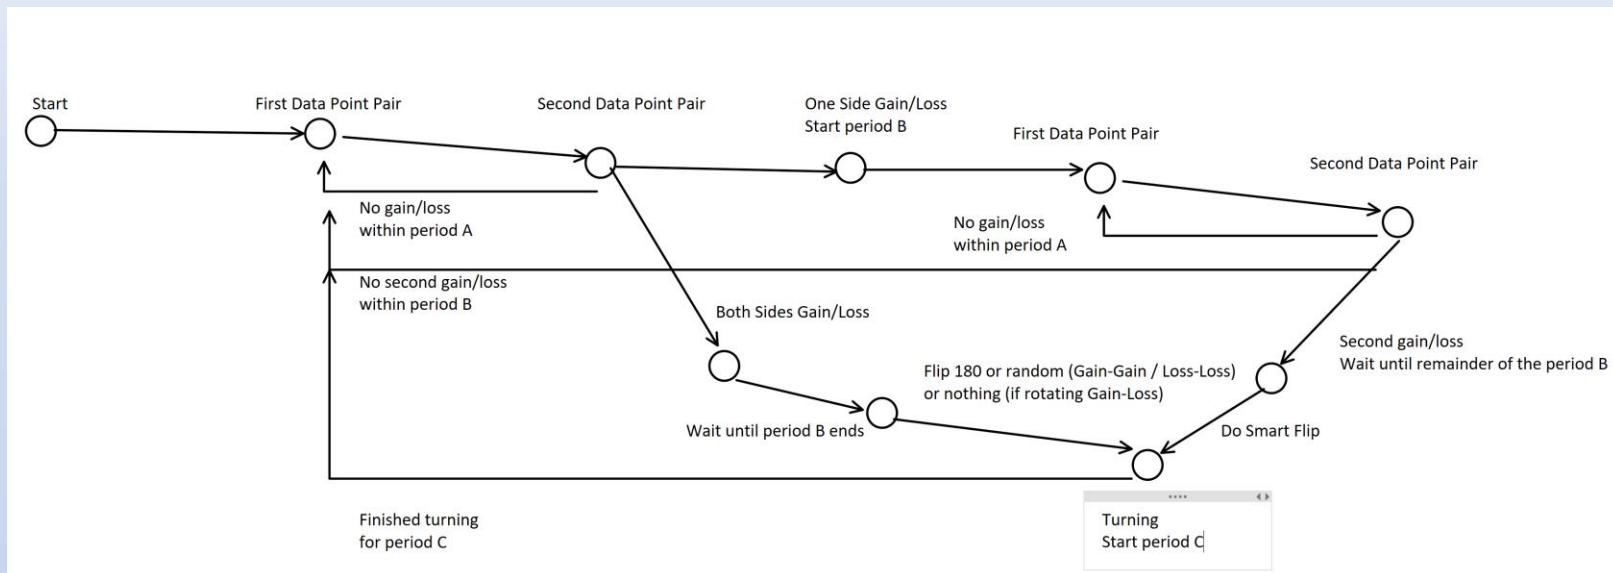 Start
First Data Point Pair
Second Data Point Pair
One Side Gain/Loss
Start period B
First Data Point Pair
Second Data Point Pair
No gain/loss
within period A
No gain/loss
within period A
No second gain/loss
within period B
Both Sides Gain/Loss
Second gain/loss
Wait until remainder of the period B
Flip 180 or random (Gain-Gain / Loss-Loss)
or nothing (if rotating Gain-Loss)
Wait until period B ends
Do Smart Flip
Finished turning
for period C
Turning
Start period C